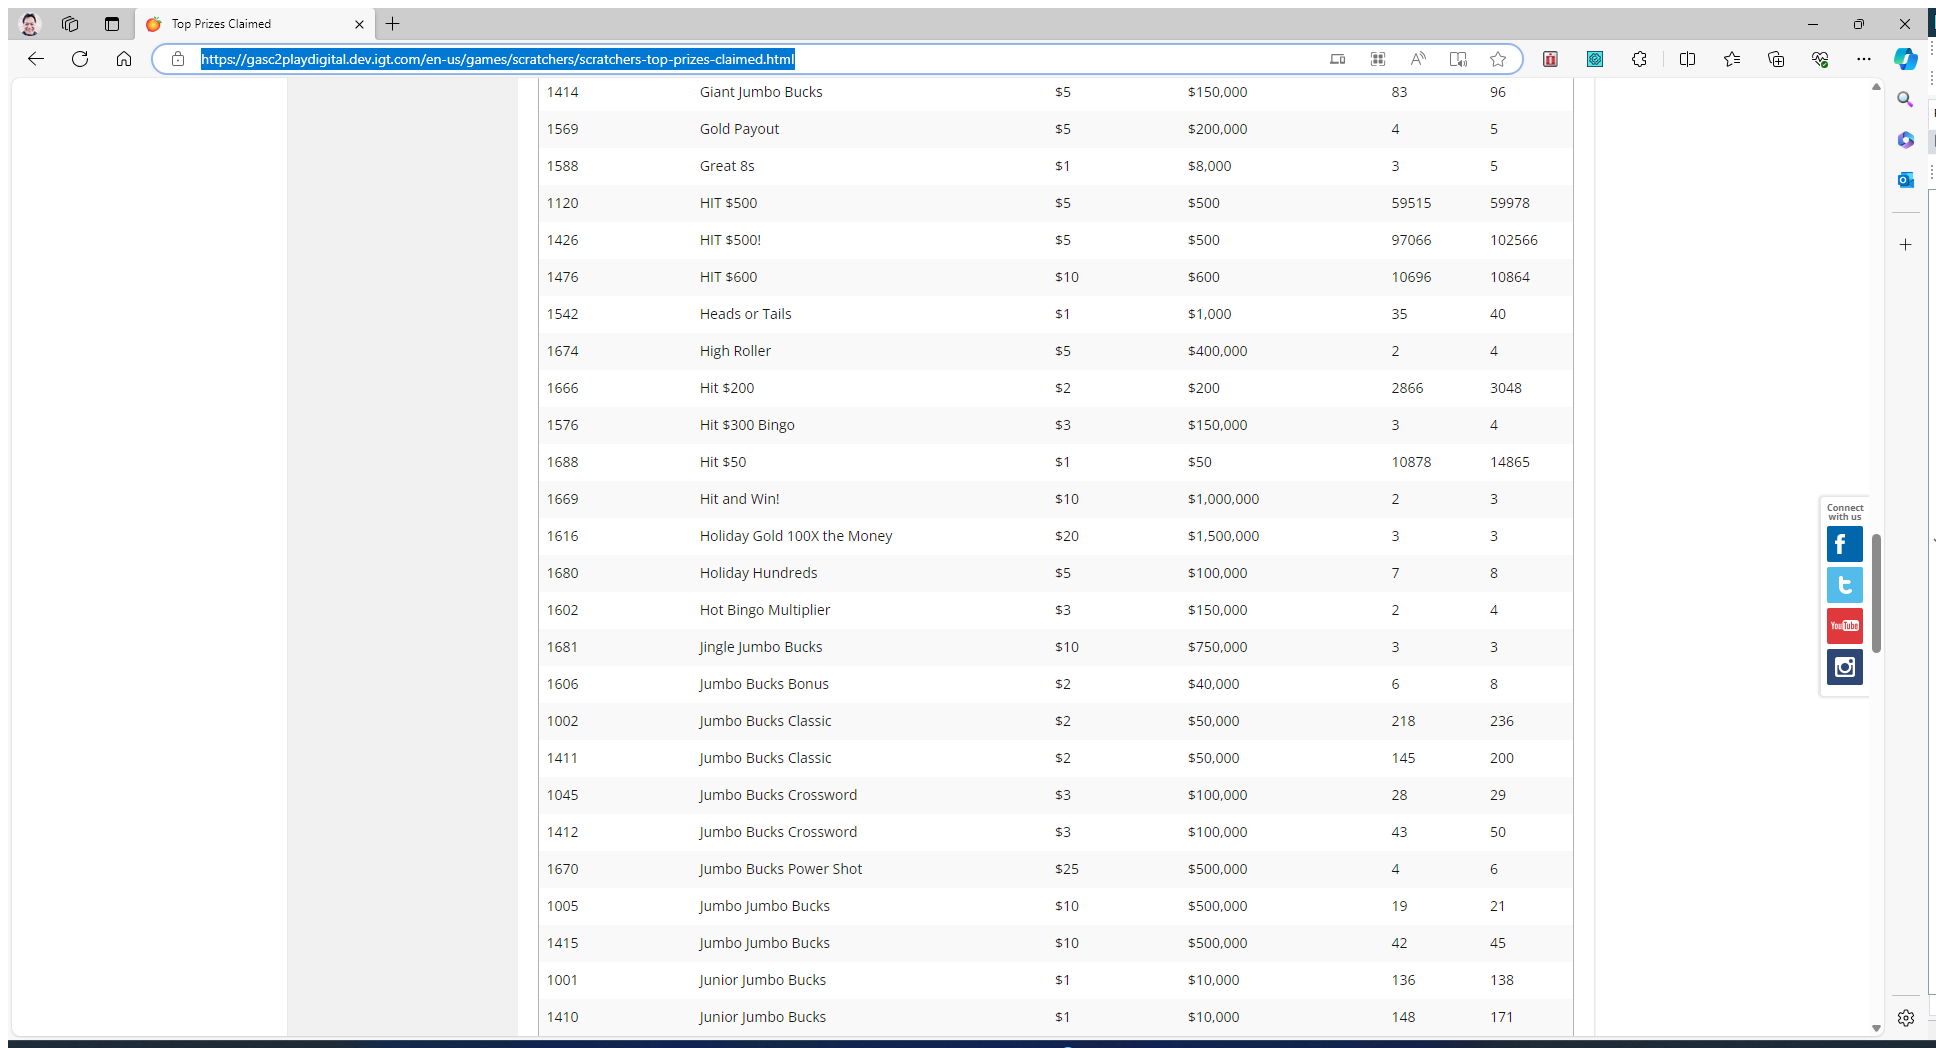 Top Prizes Claimed
https://gasc2playdigital.dev.igt.com/en-us/games/scratchers/scratchers-top-prizes-claimed.html
1414 Giant Jumbo Bucks $5 $150,000 83 96
1569 Gold Payout $5 $200,000 4 5
1588 Great 8s $1 $8,000 3 5
1120 HIT $500 $5 $500 59515 59978
1426 HIT $500! $5 $500 97066 102566
1476 HIT $600 $10 $600 10696 10864
1542 Heads or Tails $1 $1,000 35 40
1674 High Roller $5 $400,000 2 4
1666 Hit $200 $2 $200 2866 3048
1576 Hit $300 Bingo $3 $150,000 3 4
1688 Hit $50 $1 $50 10878 14865
1669 Hit and Win! $10 $1,000,000 2 3
1616 Holiday Gold 100X the Money $20 $1,500,000 3 3
1680 Holiday Hundreds $5 $100,000 7 8
1602 Hot Bingo Multiplier $3 $150,000 2 4
1681 Jingle Jumbo Bucks $10 $750,000 3 3
1606 Jumbo Bucks Bonus $2 $40,000 6 8
1002 Jumbo Bucks Classic $2 $50,000 218 236
1411 Jumbo Bucks Classic $2 $50,000 145 200
1045 Jumbo Bucks Crossword $3 $100,000 28 29
1412 Jumbo Bucks Crossword $3 $100,000 43 50
1670 Jumbo Bucks Power Shot $25 $500,000 4 6
1005 Jumbo Jumbo Bucks $10 $500,000 19 21
1415 Jumbo Jumbo Bucks $10 $500,000 42 45
1001 Junior Jumbo Bucks $1 $10,000 136 138
1410 Junior Jumbo Bucks $1 $10,000 148 171
Connect
with us
You Tube